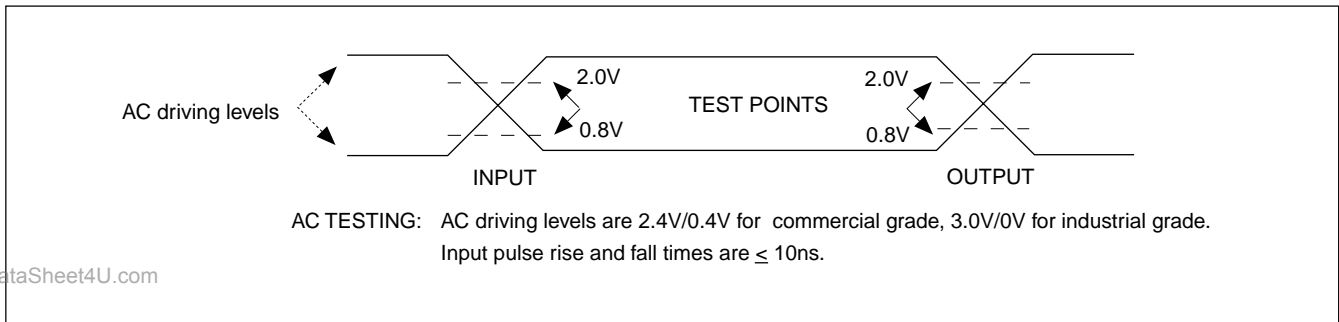 2.0V 2.0V
AC driving levels TEST POINTS
0.8V 0.8V
INPUT OUTPUT
AC TESTING: AC driving levels are 2.4V/0.4V for commercial grade, 3.0V/0V for industrial grade.
Input pulse rise and fall times are ≤ 10ns.
ataSheet4U.com